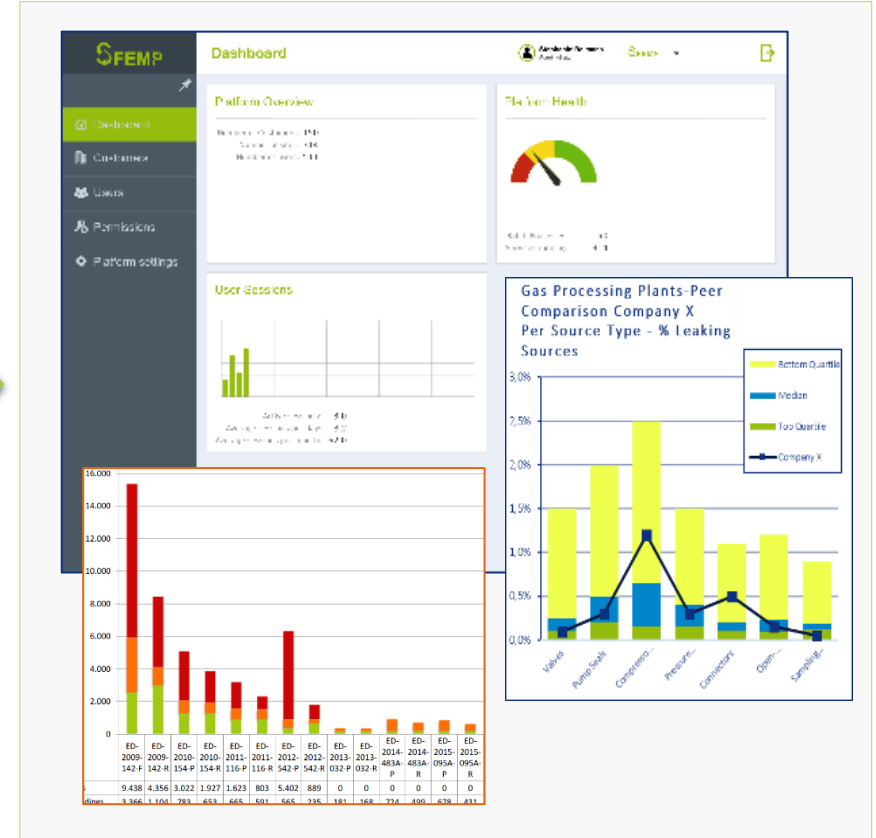 SFEMP
Dashboard
SFEMP
Dashboard
Customers
Users
Permissions
Platform settings
Platform Overview
Platform Health
User Sessions
Gas Processing Plants-Peer
Comparison Company X
Per Source Type - % Leaking
Sources
Bottom Quartile
Median
Top Quartile
Company X
3,0%
2,5%
2,0%
1,5%
1,0%
0,5%
0,0%
Valves
Pump Seals
Compresso...
Pressure...
Connectors
Open-...
Sampling...
16.000
14.000
12.000
10.000
8.000
6.000
4.000
2.000
0
ED- ED- ED- ED- ED- ED- ED- ED- ED- ED- ED- ED- ED- ED-
2009- 2009- 2010- 2010- 2011- 2011- 2012- 2012- 2013- 2013- 2014- 2014- 2015- 2015-
142-F 142-R 154-P 154-R 116-P 116-R 542-P 542-R 032-P 032-R 483A- 483A- 095A- 095A-
P R P R
9.438 4.356 3.022 1.927 1.623 803 5.402 889 0 0 0 0 0 0
dings 3.366 1.104 783 653 665 591 565 235 181 168 724 499 678 431